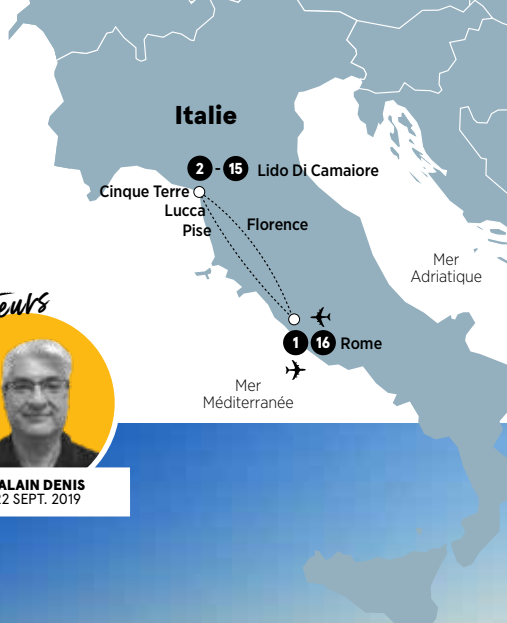 Italie
2 - 15 Lido Di Camaiore
Cinque Terre
Lucca
Pise
Florence
Mer
Adriatique
1 16 Rome
Mer
Méditerranée
ALAIN DENIS
22 SEPT. 2019